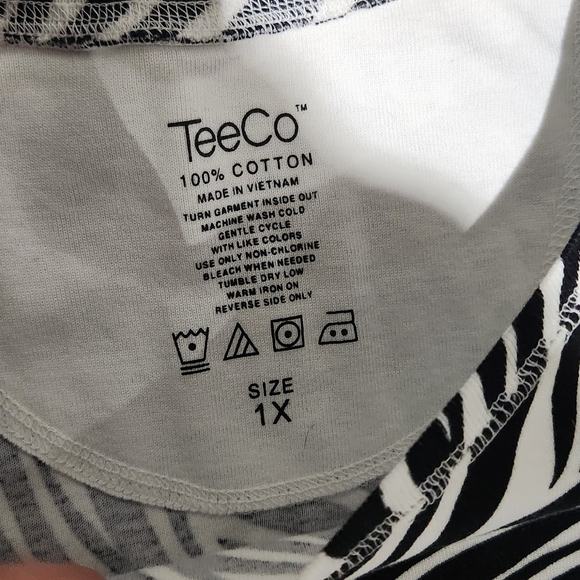 TeeCo™
100% COTTON
MADE IN VIETNAM
TURN GARMENT INSIDE OUT
MACHINE WASH COLD
GENTLE CYCLE
WITH LIKE COLORS
USE ONLY NON-CHLORINE
BLEACH WHEN NEEDED
TUMBLE DRY LOW
WARM IRON ON
REVERSE SIDE ONLY
SIZE
1X